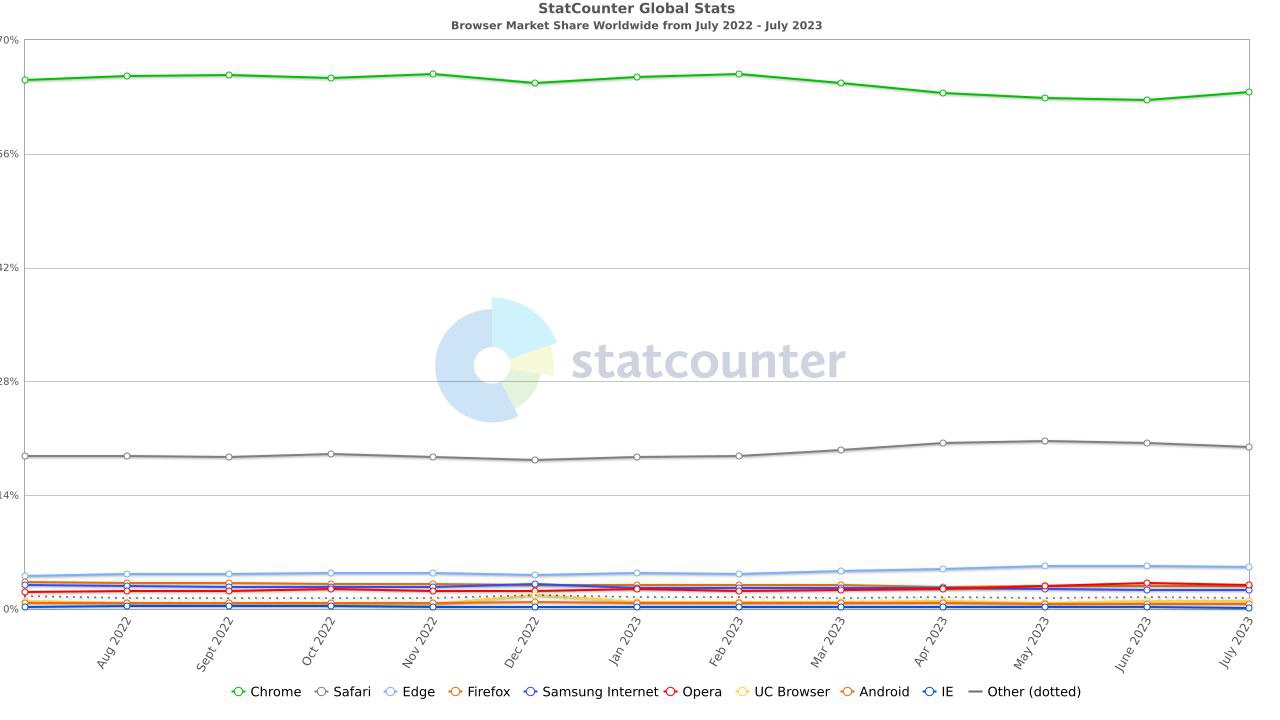 StatCounter Global Stats
Browser Market Share Worldwide from July 2022 - July 2023
70%
56%
42%
statcounter
28%
14%
0%
Aug 2022 Sept 2022 Oct 2022 Nov 2022 Dec 2022 Jan 2023 Feb 2023 Mar 2023 Apr 2023 May 2023 June 2023 July 2023
Chrome Safari Edge Firefox Samsung Internet Opera UC Browser Android IE Other (dotted)